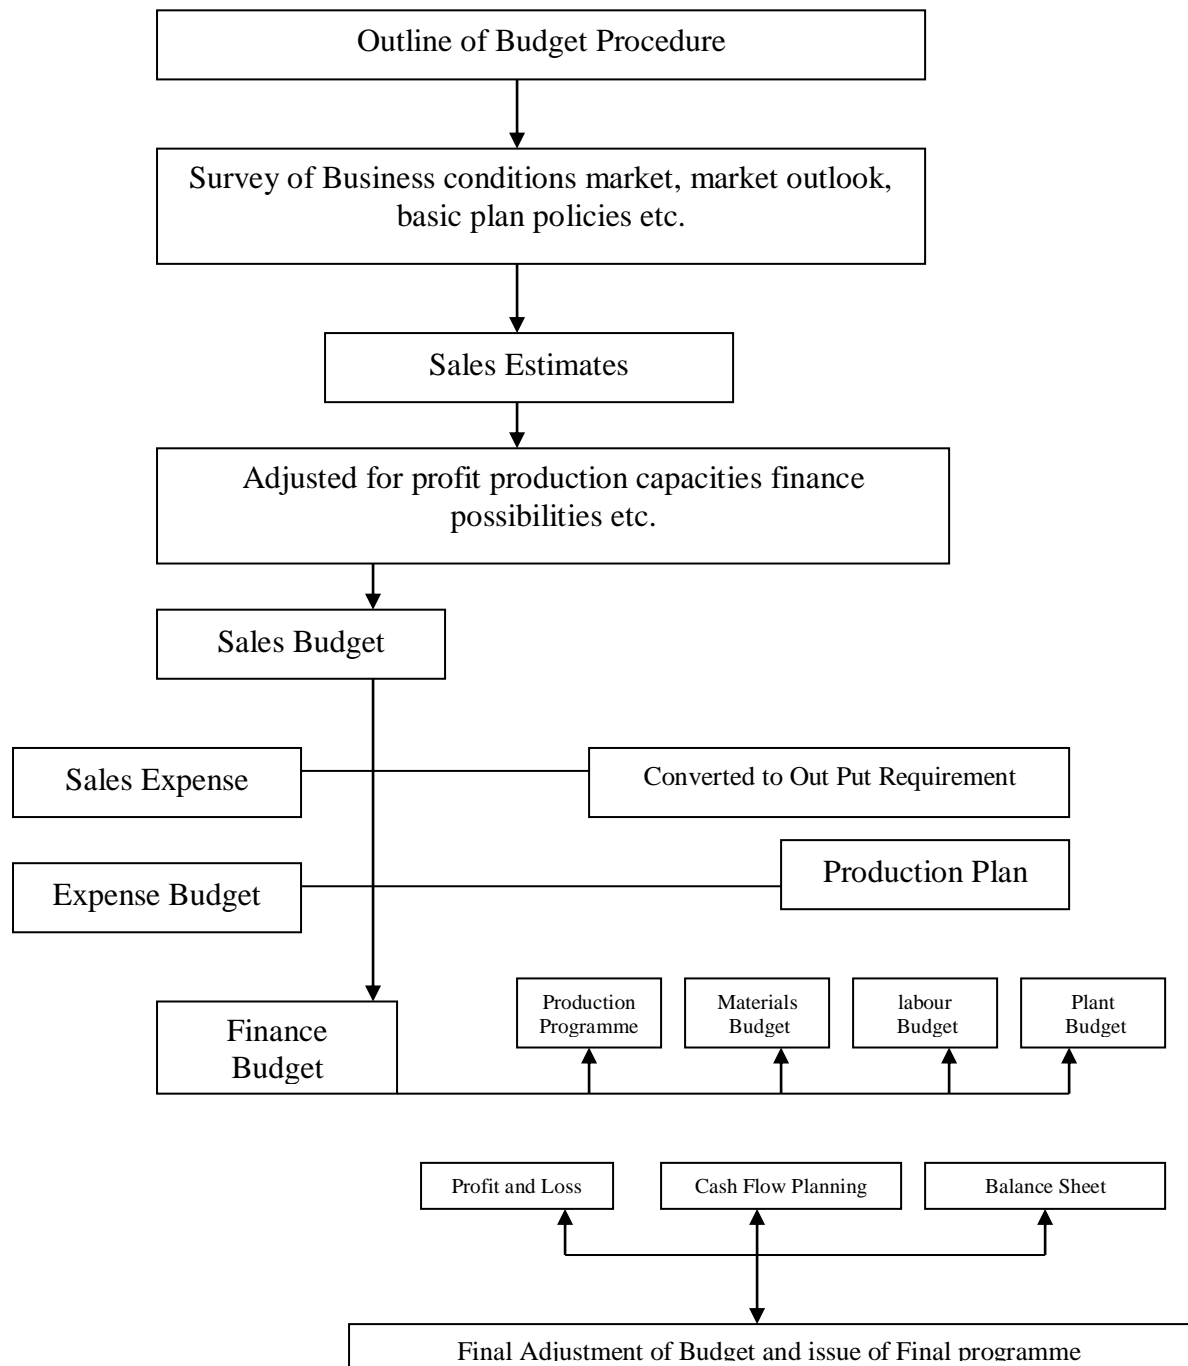 Outline of Budget Procedure
Survey of Business conditions market, market outlook,
basic plan policies etc.
Sales Estimates
Adjusted for profit production capacities finance
possibilities etc.
Sales Budget
Sales Expense
Converted to Out Put Requirement
Expense Budget
Production Plan
Finance
Budget
Production
Programme
Materials
Budget
labour
Budget
Plant
Budget
Profit and Loss
Cash Flow Planning
Balance Sheet
Final Adjustment of Budget and issue of Final programme